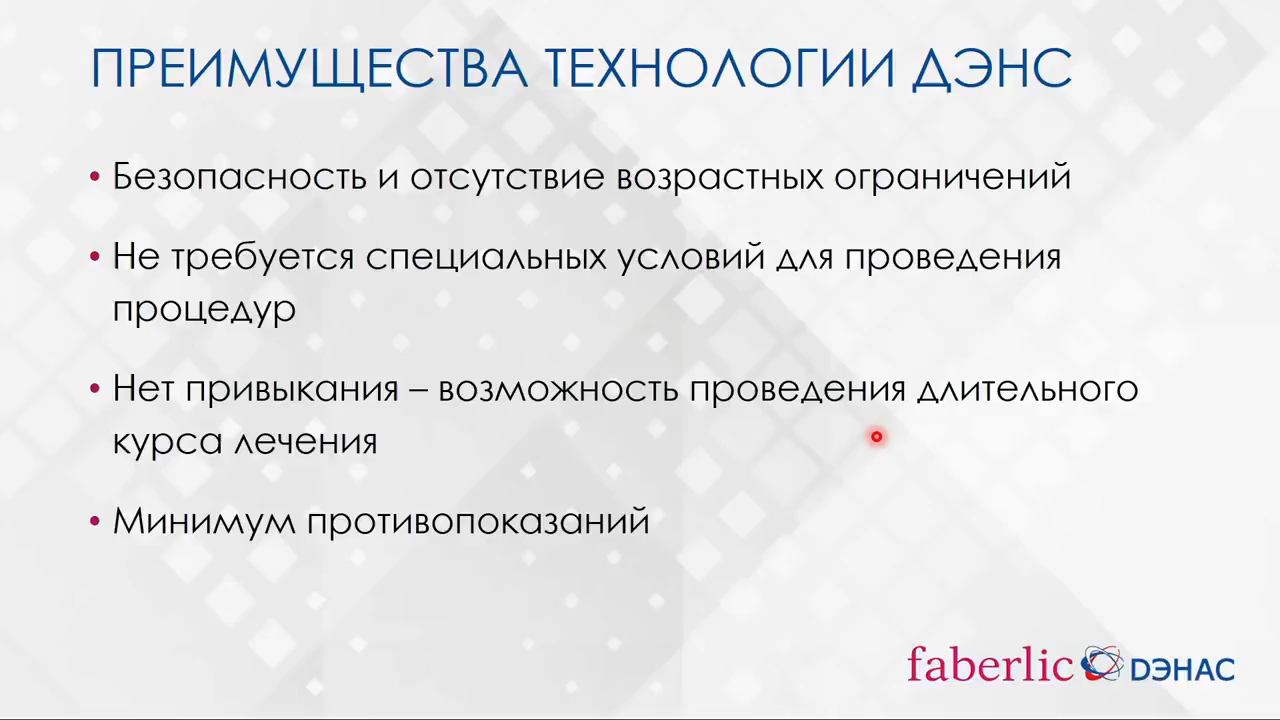 ПРЕИМУЩЕСТВА ТЕХНОЛОГИИ ДЭНС
• Безопасность и отсутствие возрастных ограничений
• Не требуется специальных условий для проведения
процедур
• Нет привыкания – возможность проведения длительного
курса лечения
• Минимум противопоказаний
faberlic ДЭНАС